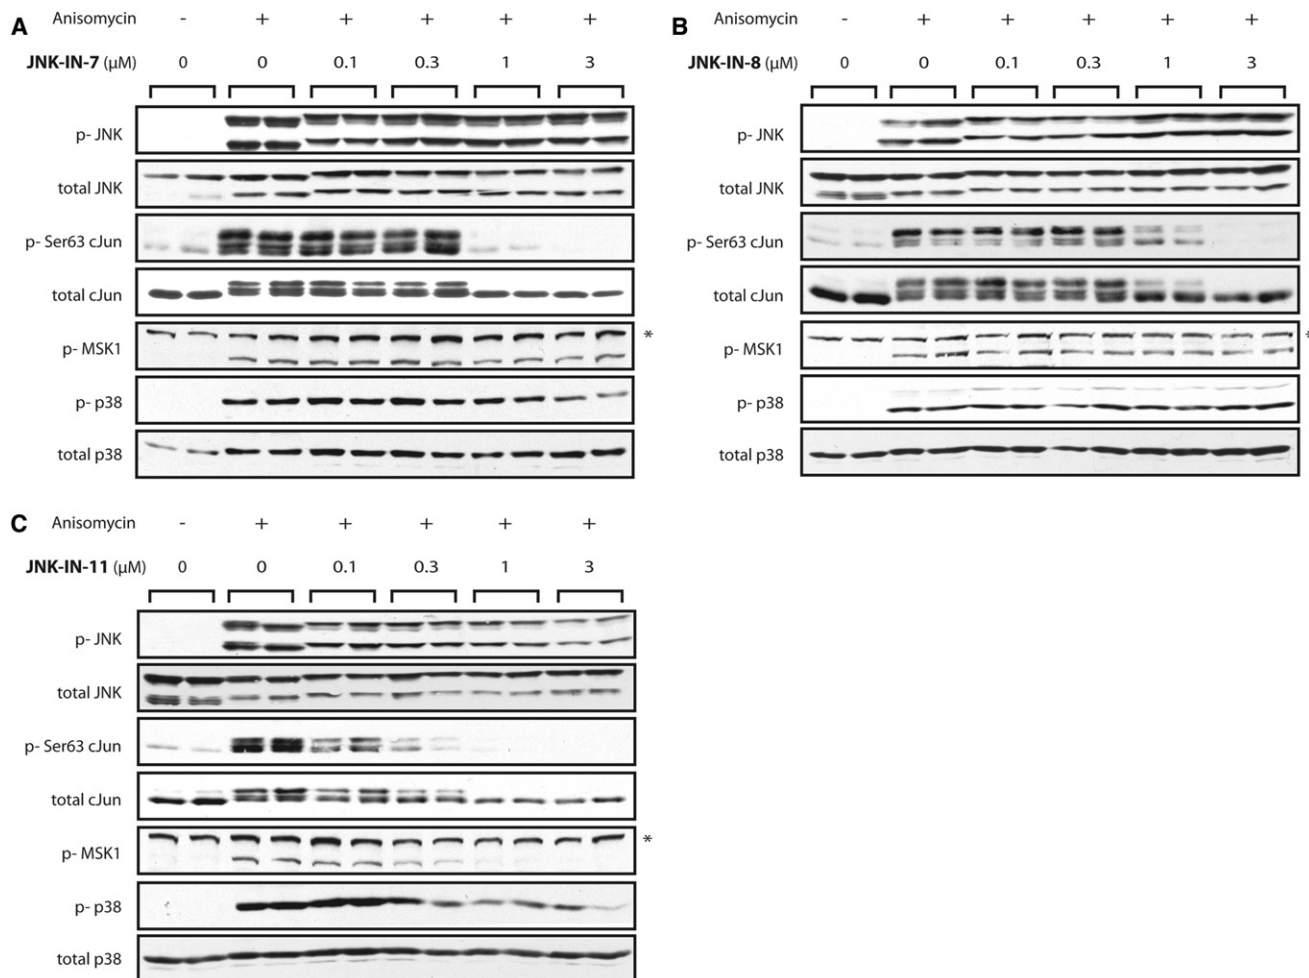 A
Anisomycin - + + + + +
JNK-IN-7 (μM) 0 0 0.1 0.3 1 3
p- JNK
total JNK
p- Ser63 cJun
total cJun
p- MSK1 *
p- p38
total p38
B
Anisomycin - + + + + +
JNK-IN-8 (μM) 0 0 0.1 0.3 1 3
p- JNK
total JNK
p- Ser63 cJun
total cJun
p- MSK1 *
p- p38
total p38
C
Anisomycin - + + + + +
JNK-IN-11 (μM) 0 0 0.1 0.3 1 3
p- JNK
total JNK
p- Ser63 cJun
total cJun
p- MSK1 *
p- p38
total p38